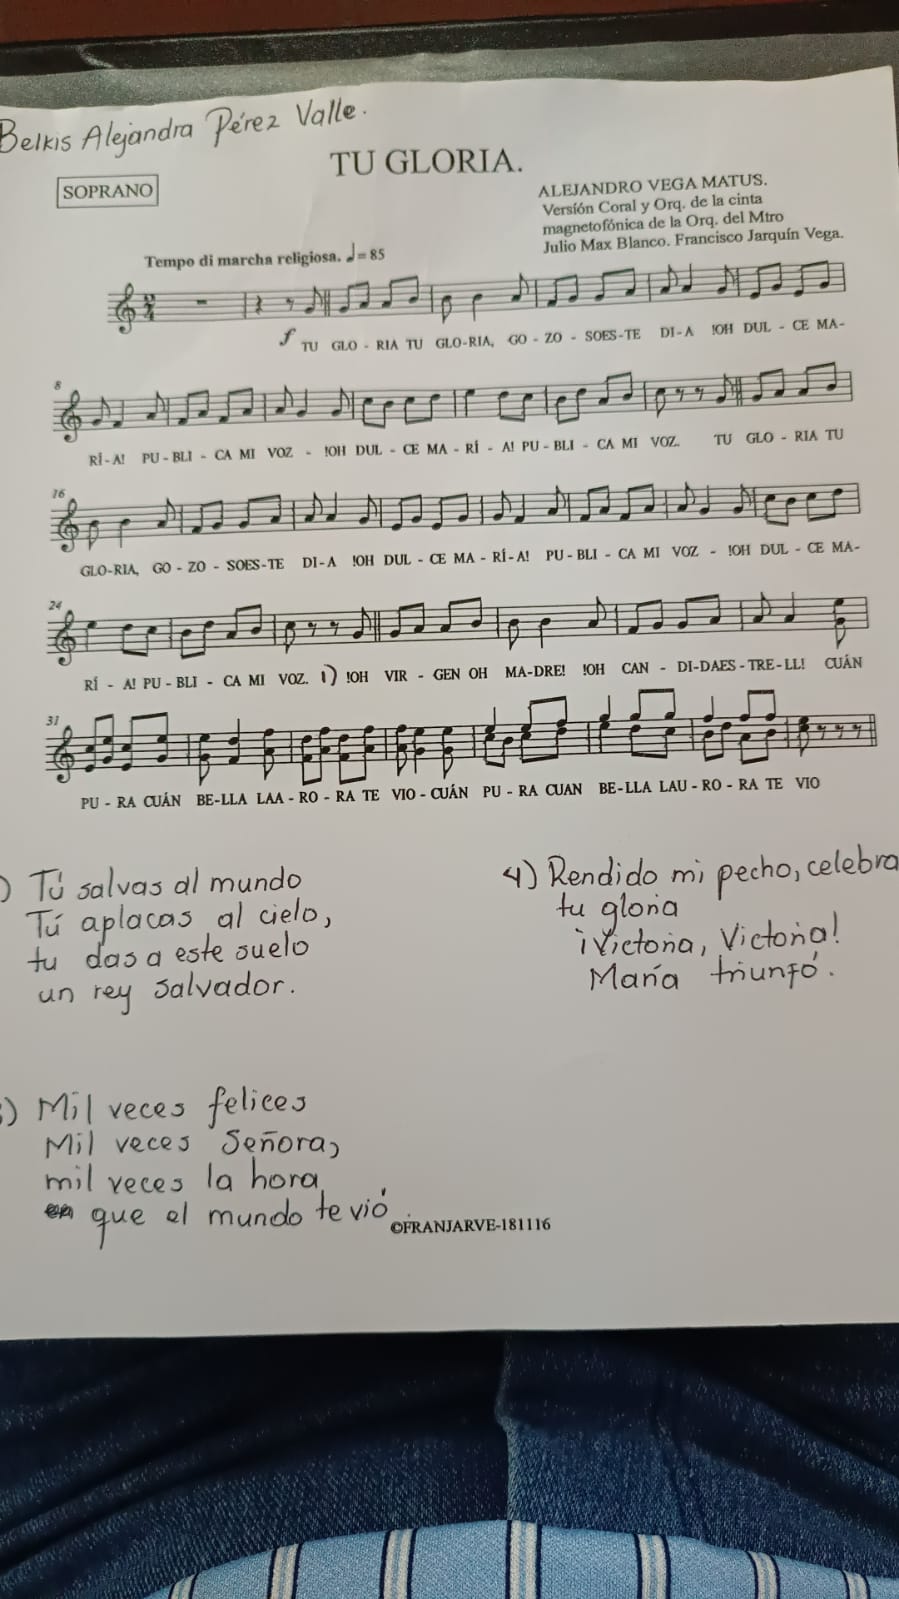 Belkis Alejandra Pérez Valle.
TU GLORIA.
SOPRANO
ALEJANDRO VEGA MATUS.
Versión Coral y Orq. de la cinta
magnetofónica de la Orq. del Mtro
Julio Max Blanco. Francisco Jarquín Vega.
Tempo di marcha religiosa. ♩= 85
f TU GLO - RIA TU GLO-RIA, GO - ZO - SOES-TE DI-A !OH DUL - CE MA-
8
RÍ-A! PU-BLI - CA MI VOZ - !OH DUL - CE MA - RÍ - A! PU-BLI - CA MI VOZ. TU GLO - RIA TU
16
GLO-RIA, GO - ZO - SOES-TE DI-A !OH DUL - CE MA - RÍ-A! PU-BLI - CA MI VOZ - !OH DUL - CE MA-
24
RÍ - A! PU-BLI - CA MI VOZ. 1) !OH VIR - GEN OH MA-DRE! !OH CAN - DI-DAES-TRE-LL! CUÁN
31
PU - RA CUÁN BE-LLA LAA - RO - RA TE VIO - CUÁN PU - RA CUAN BE-LLA LAU - RO - RA TE VIO
) Tú salvas al mundo
Tú aplacas al cielo,
tu das a este suelo
un rey salvador.
4) Rendido mi pecho, celebra
tu gloria
¡Victoria, Victoria!
María triunfó.
) Mil veces felices
Mil veces Señora,
mil veces la hora
que el mundo te vió.
©FRANJARVE-181116